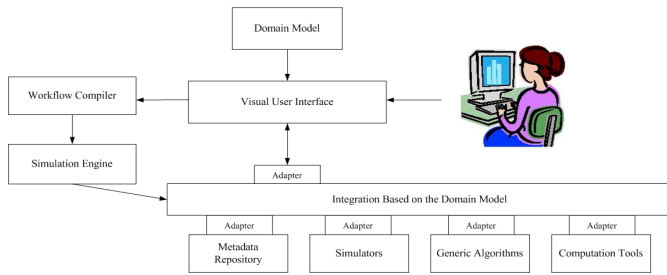 Domain Model
Workflow Compiler
Visual User Interface
Simulation Engine
Adapter
Integration Based on the Domain Model
Adapter
Adapter
Adapter
Adapter
Metadata
Repository
Simulators
Generic Algorithms
Computation Tools